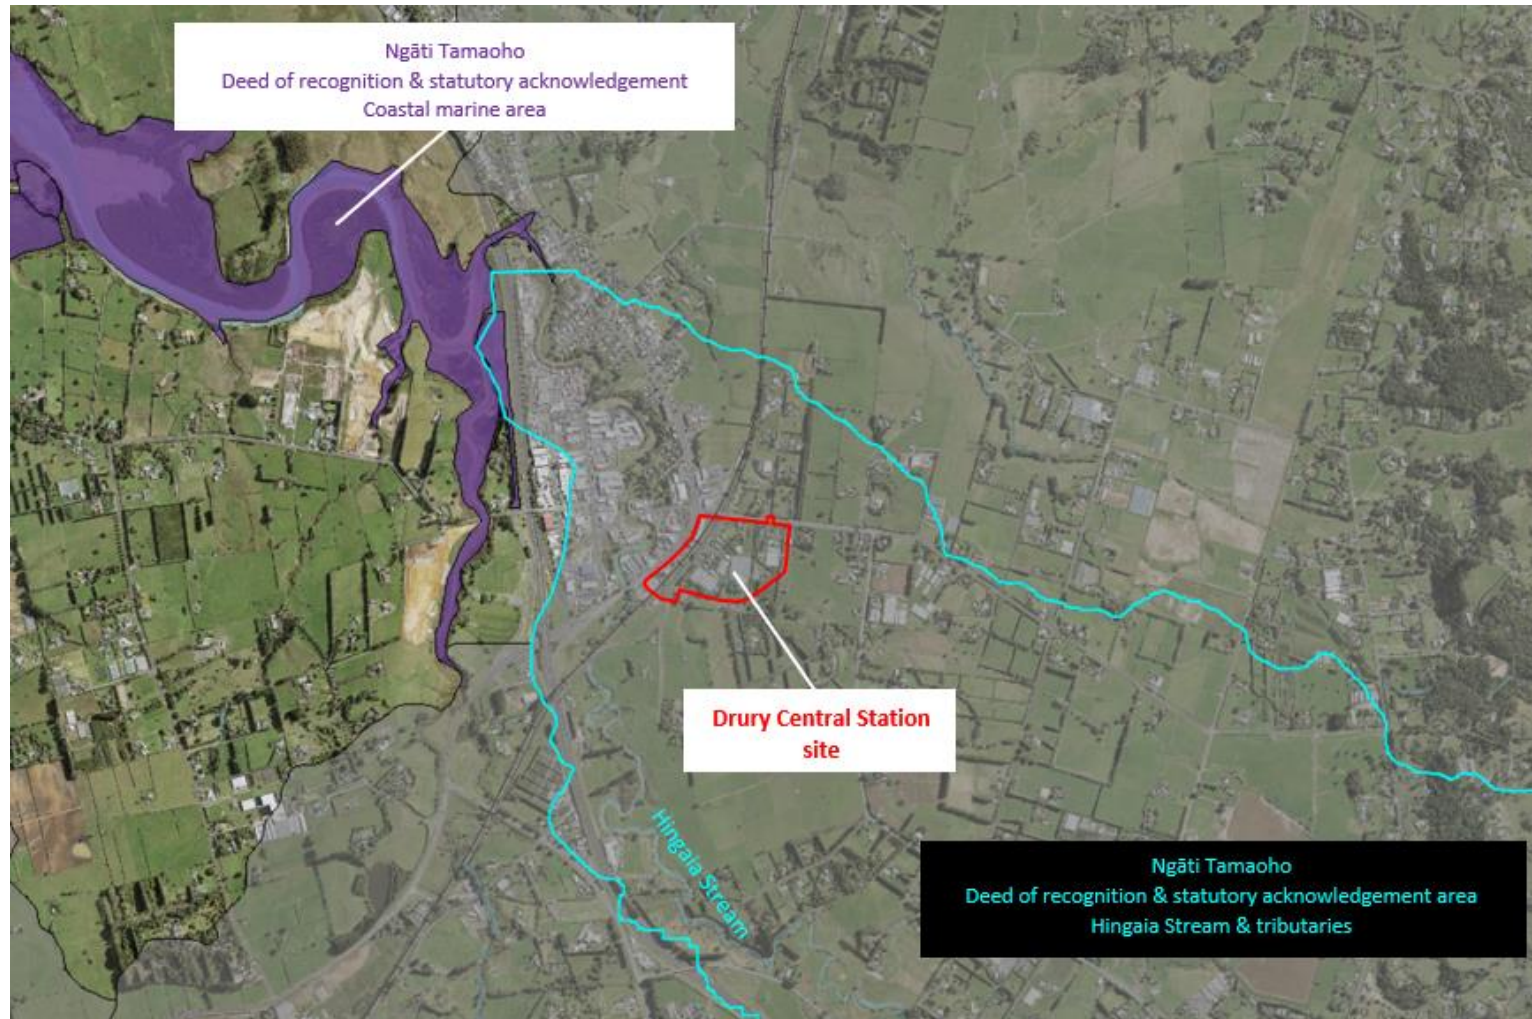 Ngāti Tamaoho
Deed of recognition & statutory acknowledgement
Coastal marine area
Drury Central Station
site
Hingaia Stream
Ngāti Tamaoho
Deed of recognition & statutory acknowledgement area
Hingaia Stream & tributaries